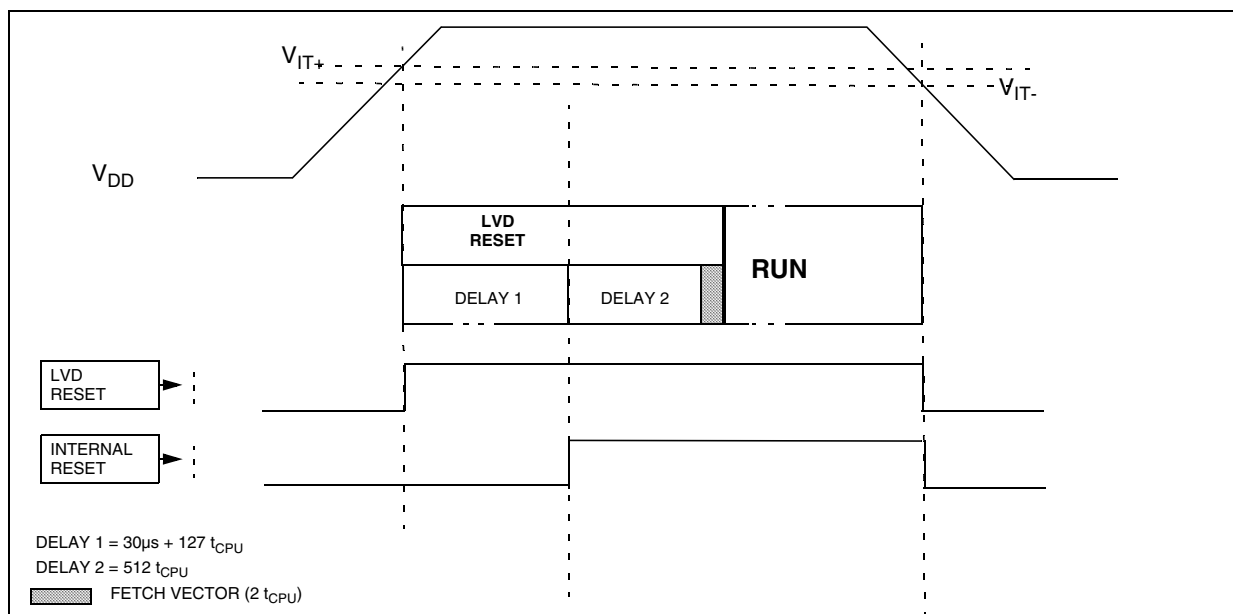 V_IT+
V_IT-
V_DD
LVD
RESET
RUN
DELAY 1
DELAY 2
LVD
RESET
INTERNAL
RESET
DELAY 1 = 30µs + 127 t_CPU
DELAY 2 = 512 t_CPU
FETCH VECTOR (2 t_CPU)